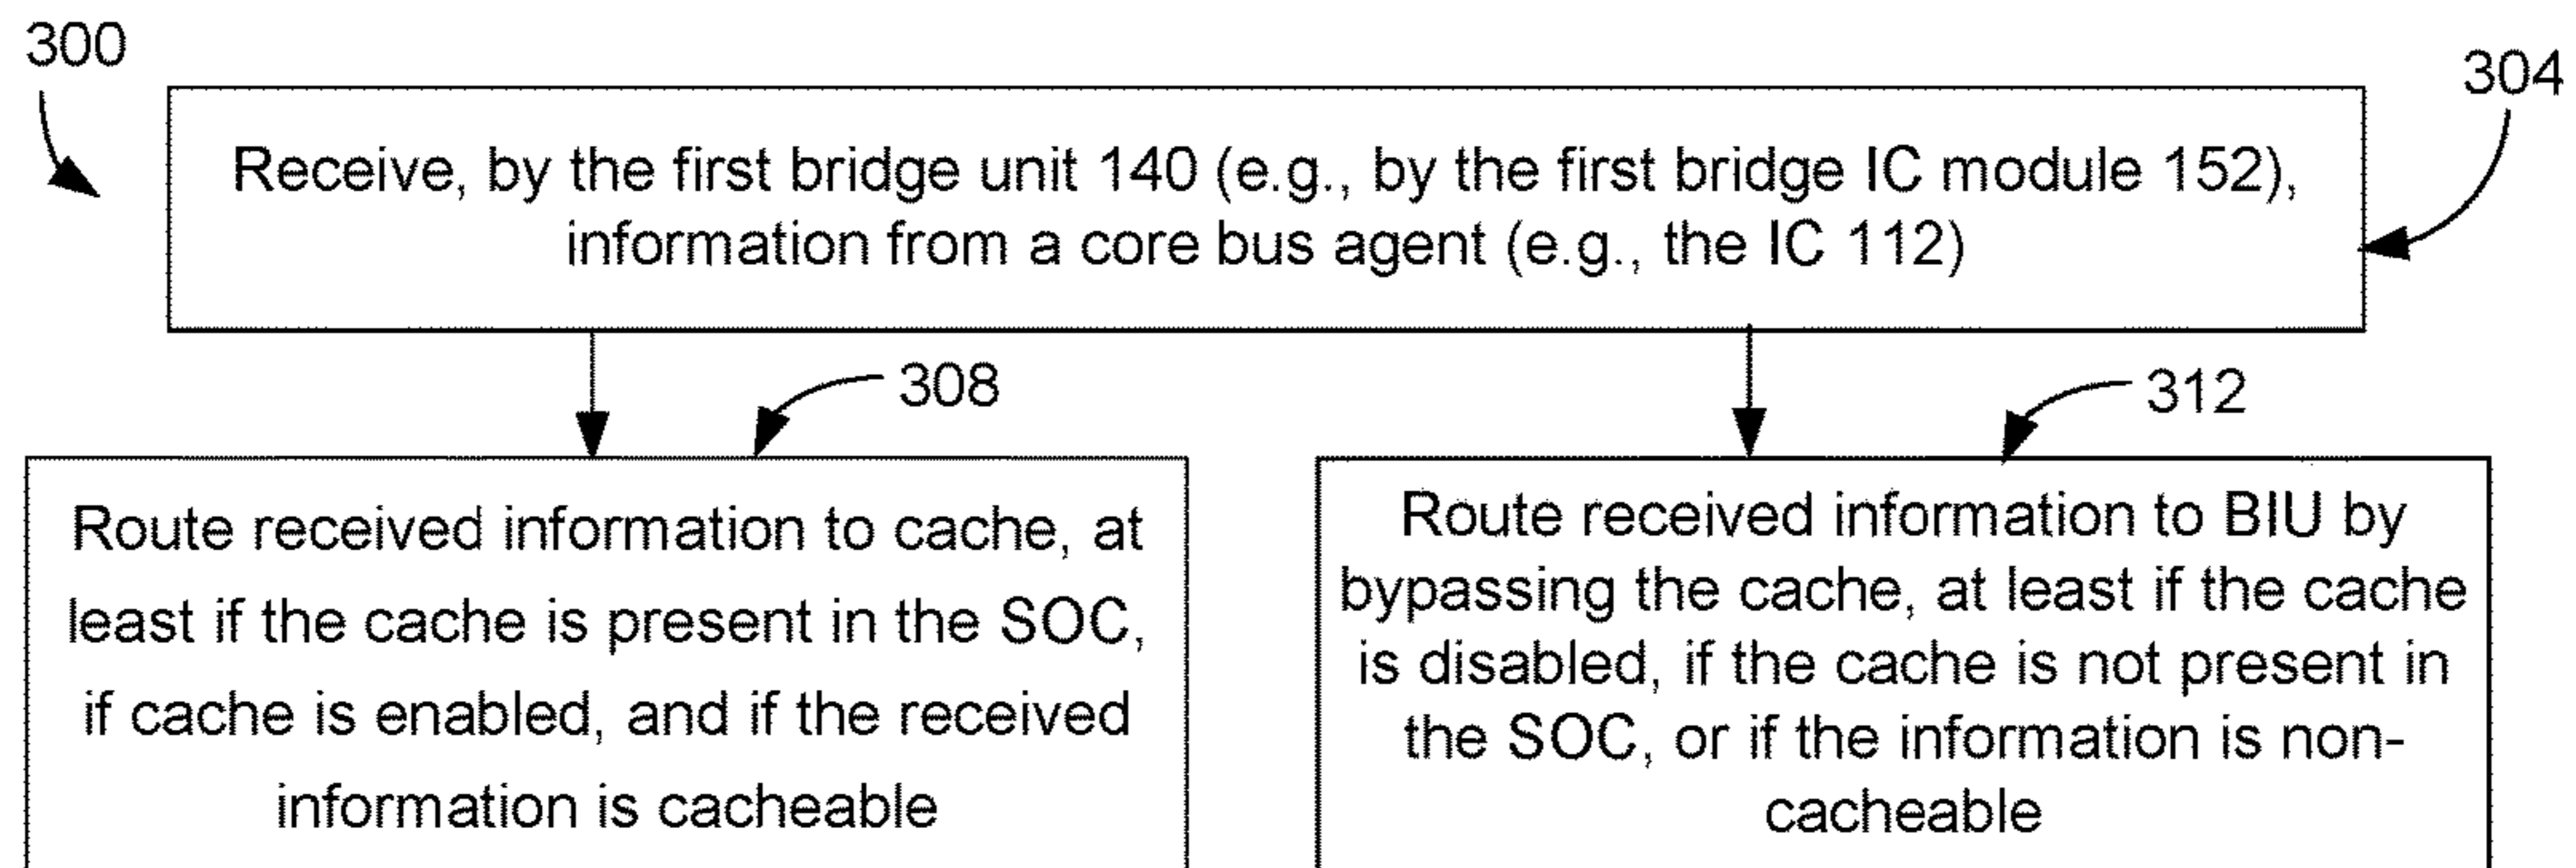 300
304
Receive, by the first bridge unit 140 (e.g., by the first bridge IC module 152),
information from a core bus agent (e.g., the IC 112)
308
312
Route received information to cache, at
least if the cache is present in the SOC,
if cache is enabled, and if the received
information is cacheable
Route received information to BIU by
bypassing the cache, at least if the cache
is disabled, if the cache is not present in
the SOC, or if the information is non-
cacheable